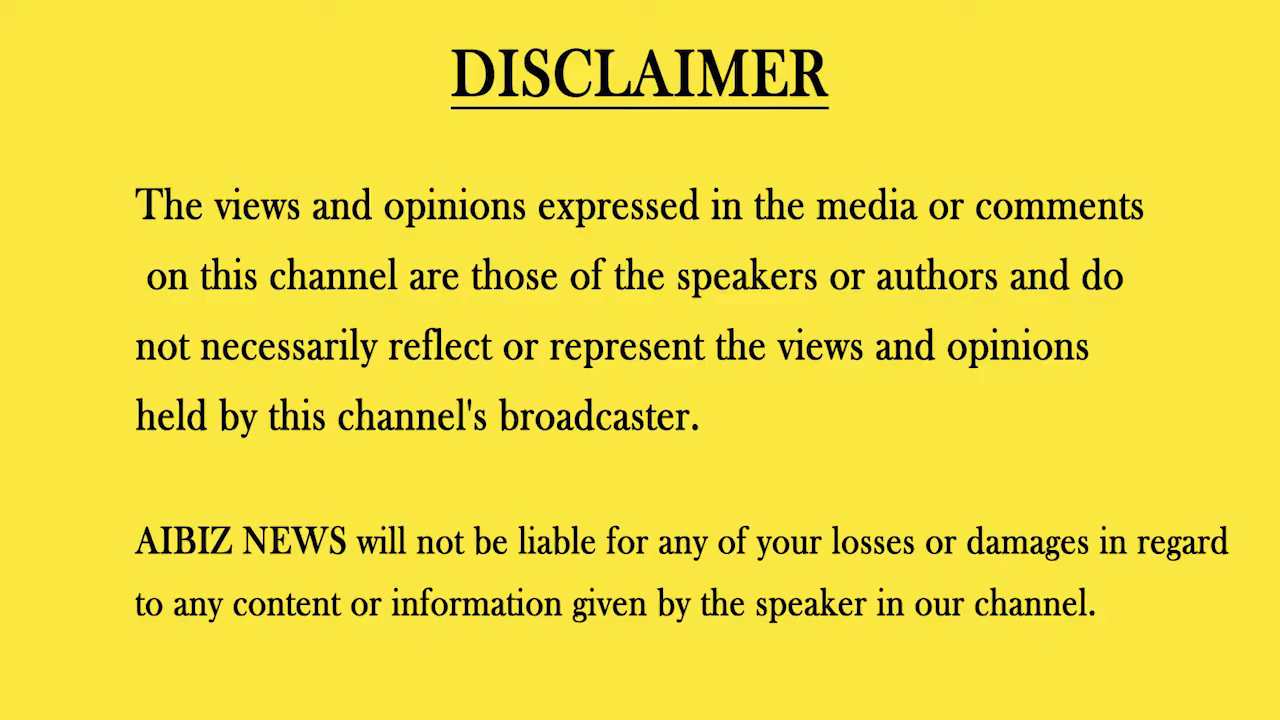 DISCLAIMER
The views and opinions expressed in the media or comments
on this channel are those of the speakers or authors and do
not necessarily reflect or represent the views and opinions
held by this channel's broadcaster.
AIBIZ NEWS will not be liable for any of your losses or damages in regard
to any content or information given by the speaker in our channel.